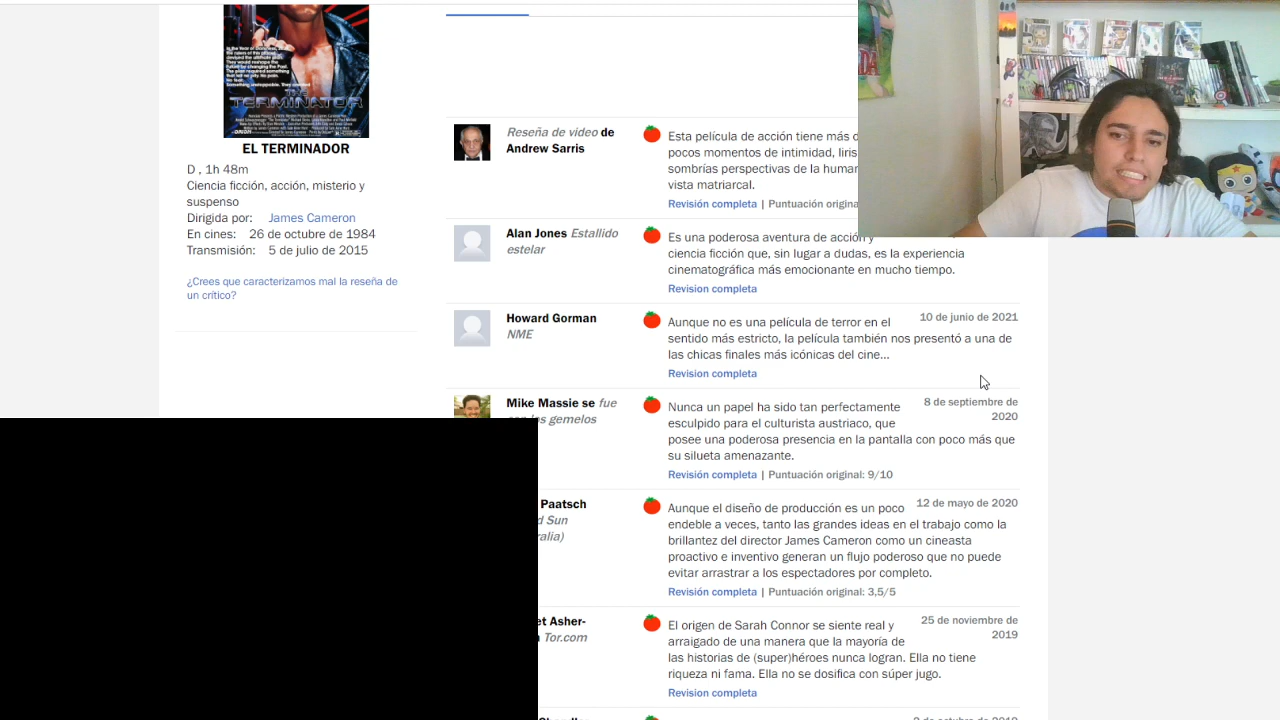 THE
TERMINATOR
ORION
EL TERMINADOR
D , 1h 48m
Ciencia ficción, acción, misterio y
suspenso
Dirigida por: James Cameron
En cines: 26 de octubre de 1984
Transmisión: 5 de julio de 2015
¿Crees que caracterizamos mal la reseña de
un crítico?
Reseña de video de
Andrew Sarris
Esta película de acción tiene más
pocos momentos de intimidad, liris
sombrías perspectivas de la human
vista matriarcal.
Revisión completa | Puntuación origina
Alan Jones Estallido
estelar
Es una poderosa aventura de acción y
ciencia ficción que, sin lugar a dudas, es la experiencia
cinematográfica más emocionante en mucho tiempo.
Revision completa
Howard Gorman
NME
10 de junio de 2021
Aunque no es una película de terror en el
sentido más estricto, la película también nos presentó a una de
las chicas finales más icónicas del cine...
Revision completa
Mike Massie se fue
con los gemelos
8 de septiembre de
2020
Nunca un papel ha sido tan perfectamente
esculpido para el culturista austriaco, que
posee una poderosa presencia en la pantalla con poco más que
su silueta amenazante.
Revisión completa | Puntuación original: 9/10
Paatsch
d Sun
ralia)
12 de mayo de 2020
Aunque el diseño de producción es un poco
endeble a veces, tanto las grandes ideas en el trabajo como la
brillantez del director James Cameron como un cineasta
proactivo e inventivo generan un flujo poderoso que no puede
evitar arrastrar a los espectadores por completo.
Revisión completa | Puntuación original: 3,5/5
et Asher-
Tor.com
25 de noviembre de
2019
El origen de Sarah Connor se siente real y
arraigado de una manera que la mayoría de
las historias de (super)héroes nunca logran. Ella no tiene
riqueza ni fama. Ella no se dosifica con súper jugo.
Revision completa